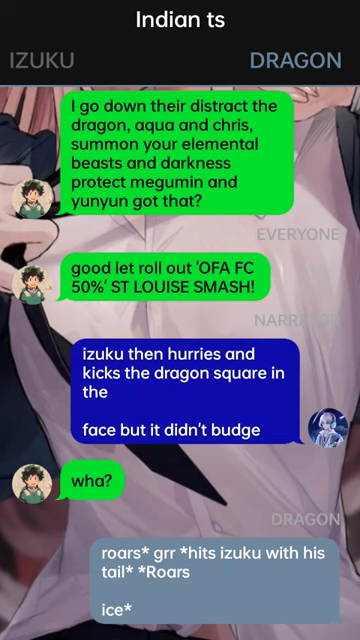 Indian ts
IZUKU
DRAGON
I go down their distract the
dragon, aqua and chris,
summon your elemental
beasts and darkness
protect megumin and
yunyun got that?
EVERYONE
good let roll out 'OFA FC
50%' ST LOUISE SMASH!
NARRATOR
izuku then hurries and
kicks the dragon square in
the
face but it didn't budge
wha?
DRAGON
roars* grr *hits izuku with his
tail* *Roars
ice*